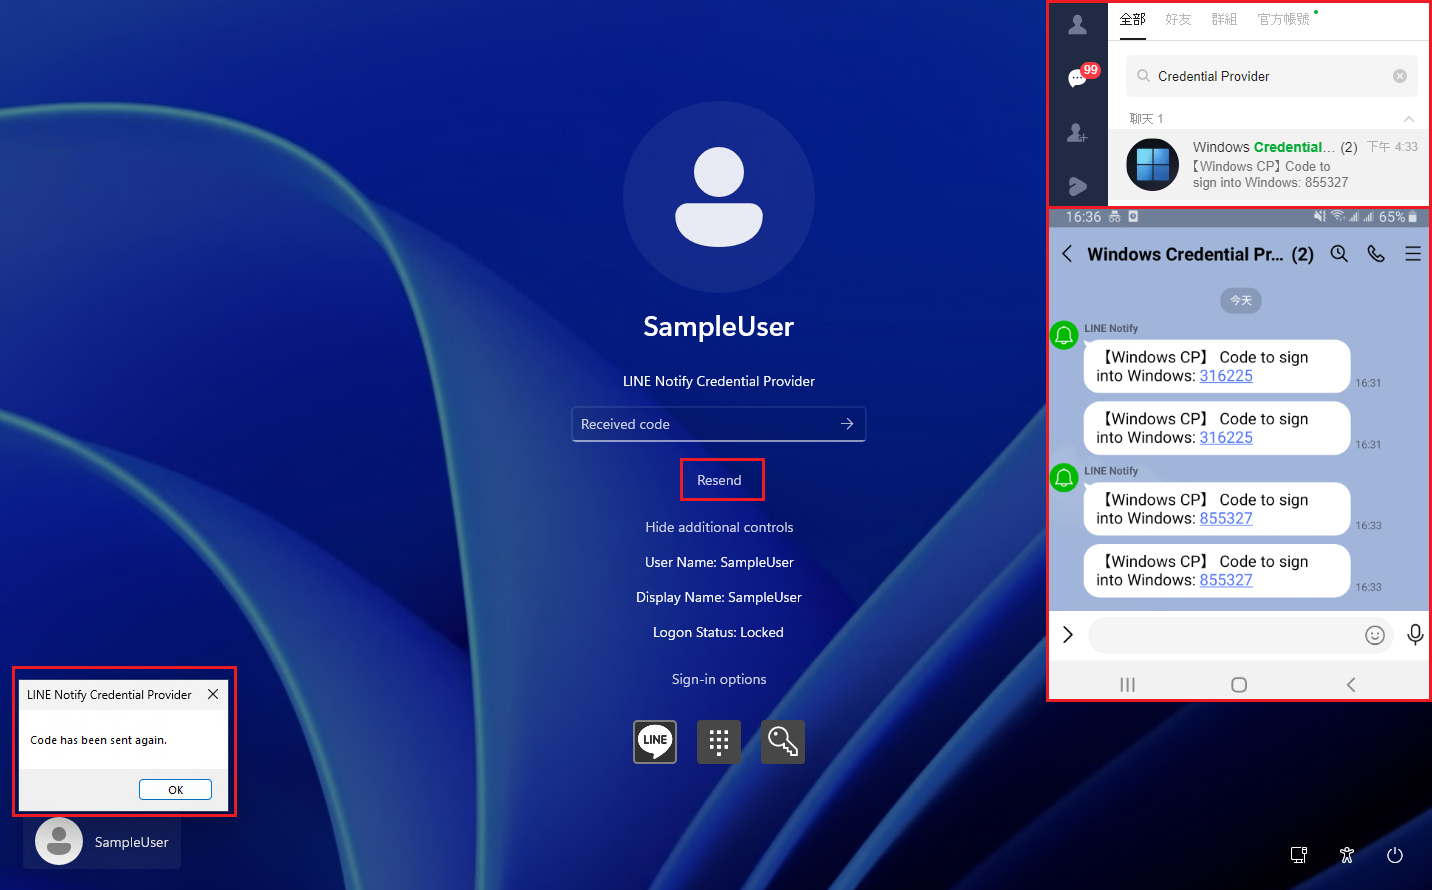 SampleUser
LINE Notify Credential Provider
Received code
Resend
Hide additional controls
User Name: SampleUser
Display Name: SampleUser
Logon Status: Locked
Sign-in options
LINE
LINE Notify Credential Provider
Code has been sent again.
OK
SampleUser
全部 好友 群組 官方帳號
99
Credential Provider
聊天 1
Windows Credential... (2) 下午 4:33
【Windows CP】 Code to
sign into Windows: 855327
16:36 65%
Windows Credential Pr... (2)
今天
LINE Notify
【Windows CP】 Code to sign
into Windows: 316225
16:31
【Windows CP】 Code to sign
into Windows: 316225
16:31
LINE Notify
【Windows CP】 Code to sign
into Windows: 855327
16:33
【Windows CP】 Code to sign
into Windows: 855327
16:33